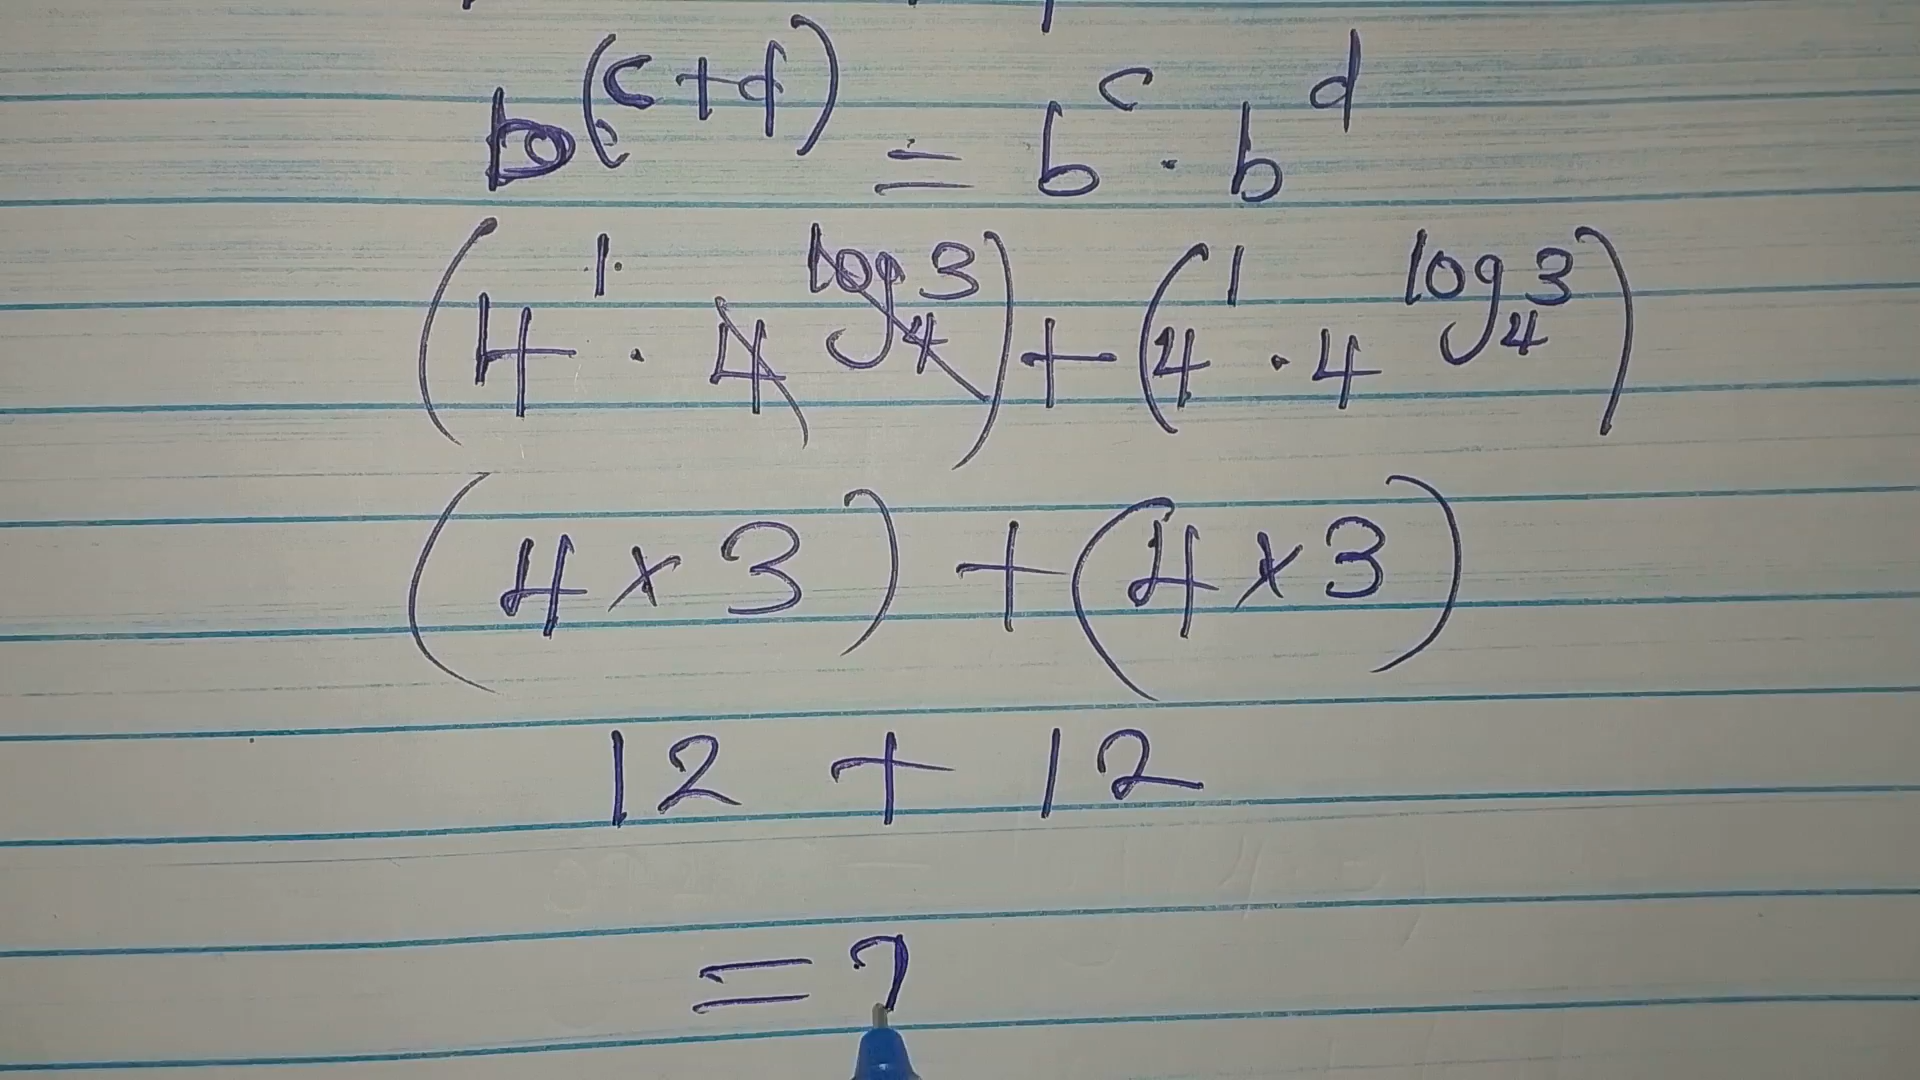 b^(c+d) = b^c · b^d
(4^1 · 4^log_4 3) + (4^1 · 4^log_4 3)
(4 x 3) + (4 x 3)
12 + 12
=